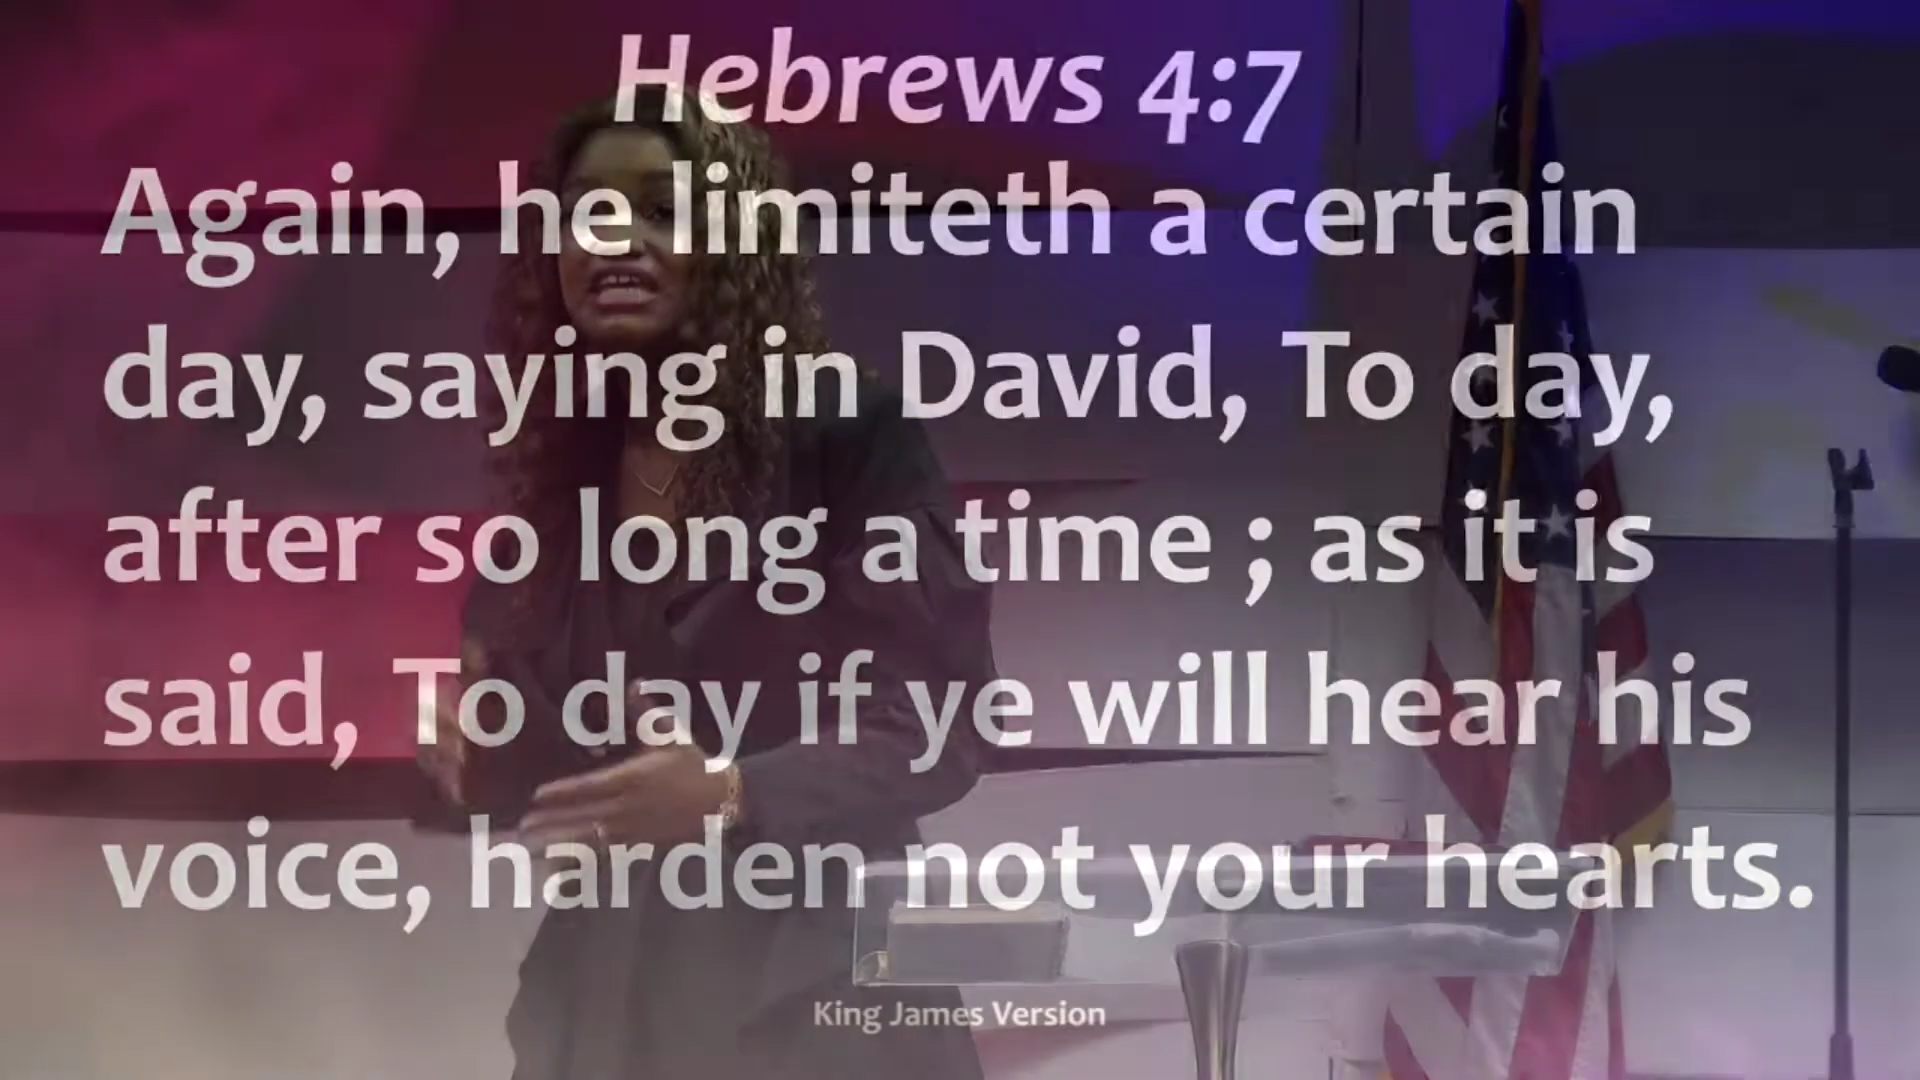 Hebrews 4:7
Again, he limiteth a certain
day, saying in David, To day,
after so long a time ; as it is
said, To day if ye will hear his
voice, harden not your hearts.
King James Version